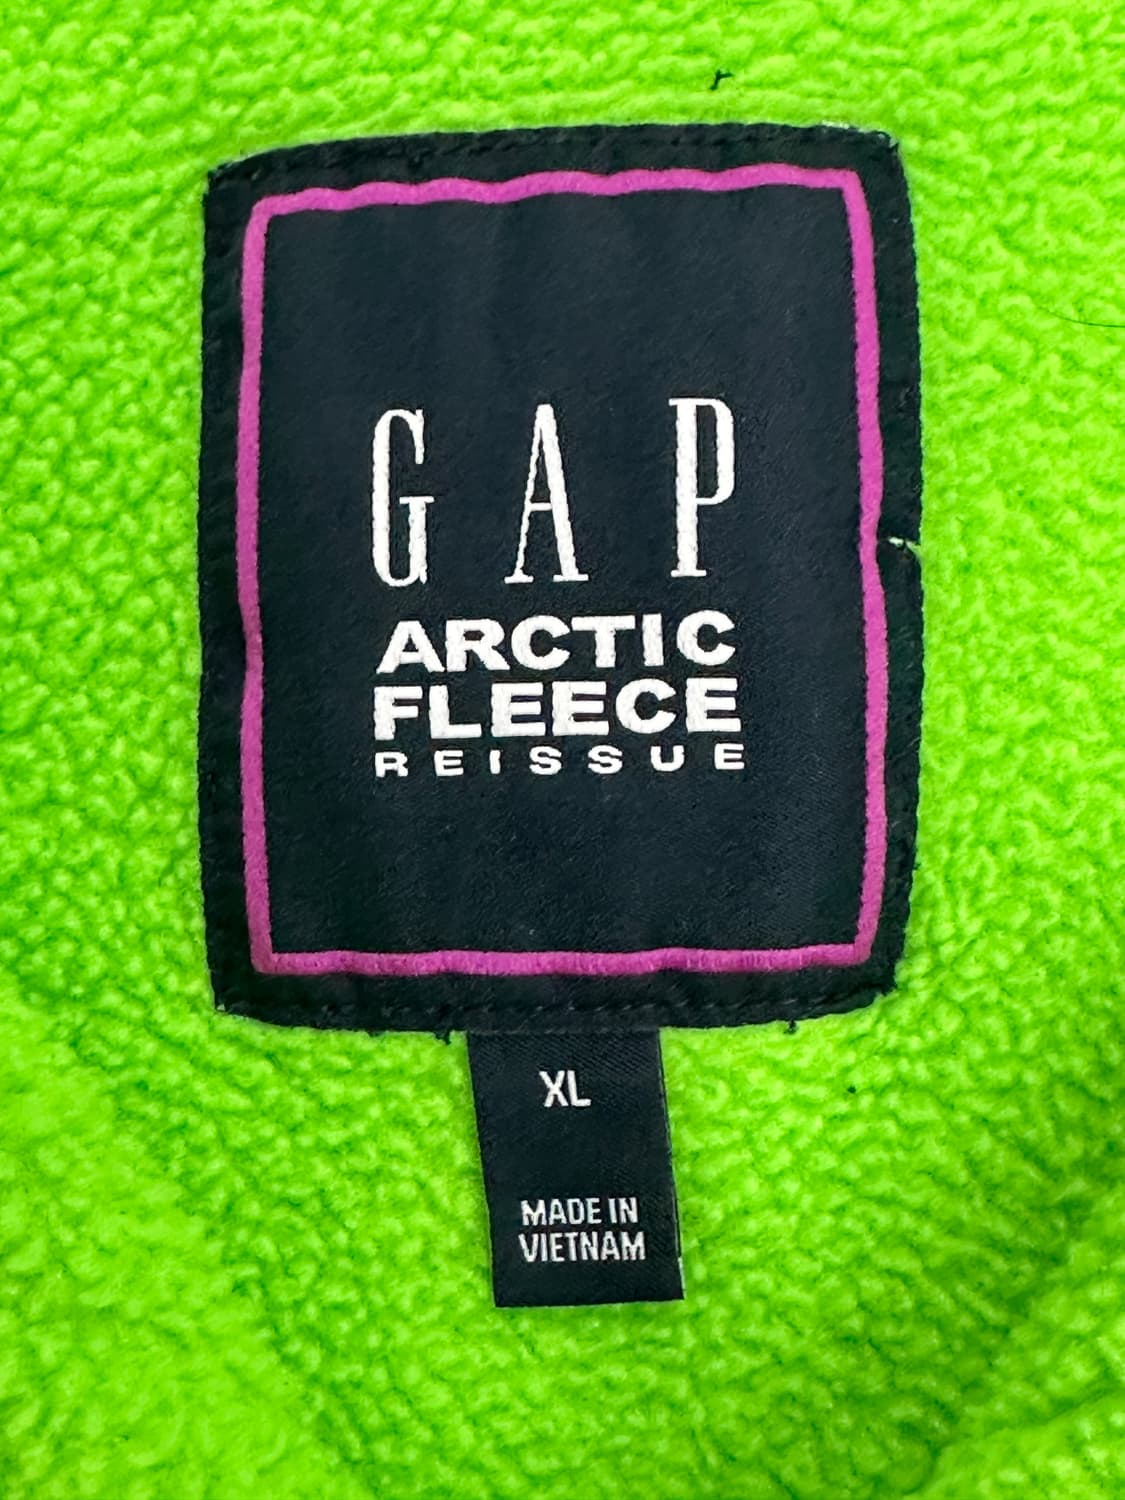 GAP
ARCTIC
FLEECE
REISSUE
XL
MADE IN
VIETNAM